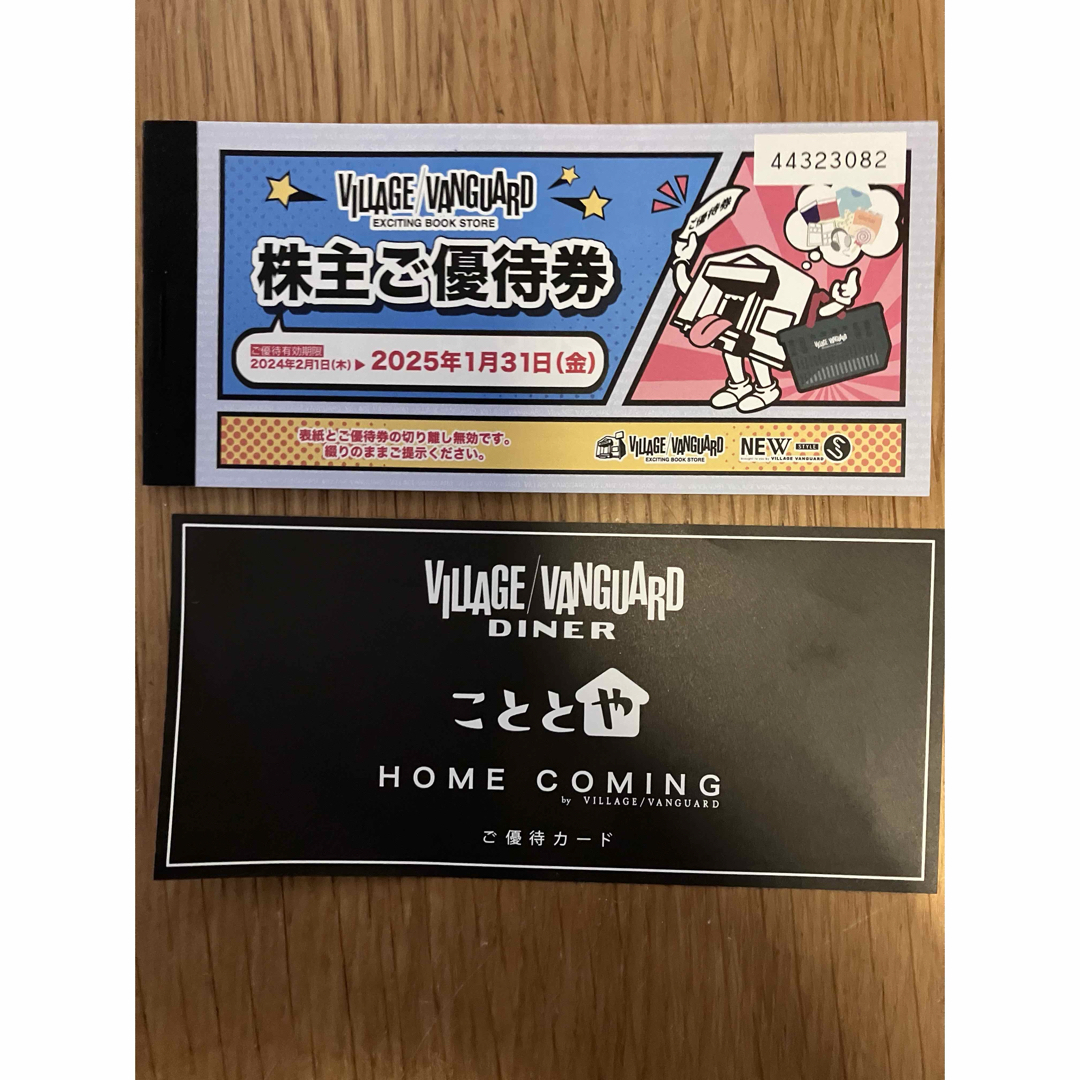 44323082
VILLAGE/VANGUARD
EXCITING BOOK STORE
株主ご優待券
ご優待有効期限
2024年2月1日(木)▶2025年1月31日(金)
ご優待券
VILLAGE/VANGUARD
表紙とご優待券の切り離し無効です。
綴りのままご提示ください。
VILLAGE/VANGUARD
EXCITING BOOK STORE
NEW STYLE
VILLAGE VANGUARD
VILLAGE/VANGUARD
DINER
こととや
HOME COMING
by VILLAGE/VANGUARD
ご優待カード